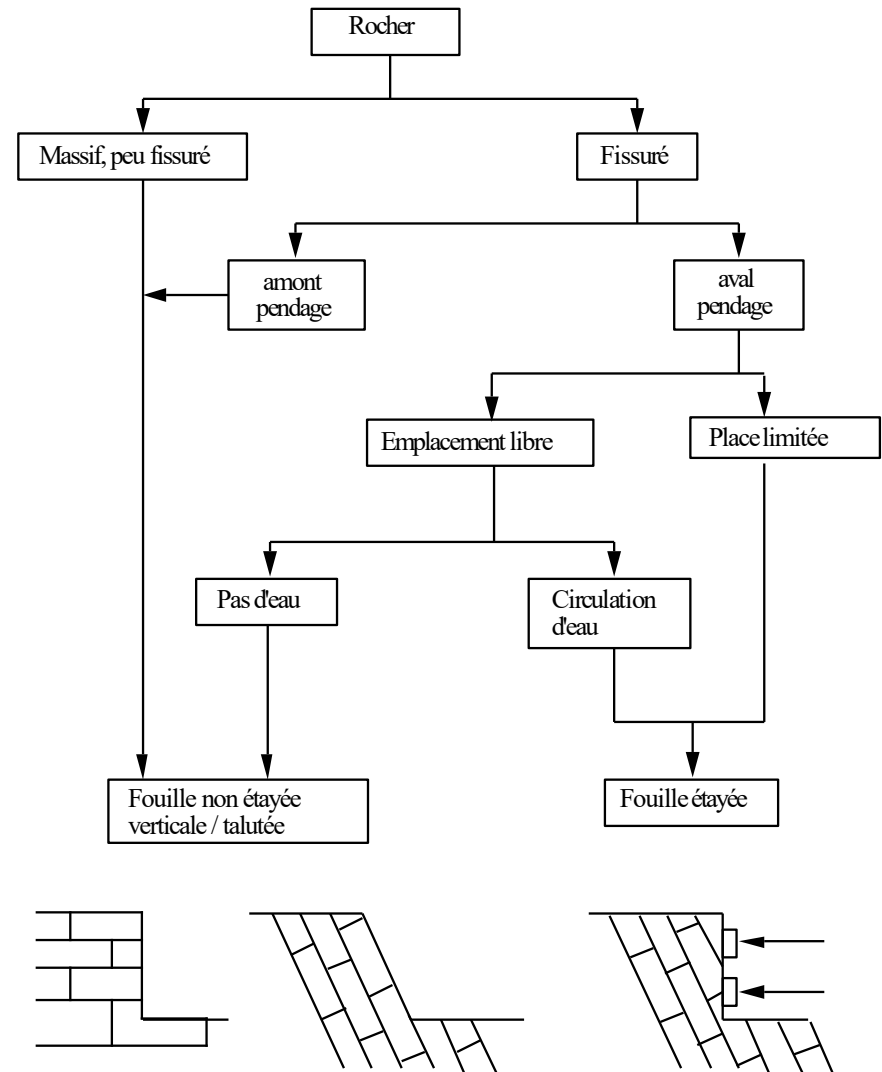 Rocher
Massif, peu fissuré
Fissuré
amont
pendage
aval
pendage
Emplacement libre
Place limitée
Pas d'eau
Circulation
d'eau
Fouille non étayée
verticale / talutée
Fouille étayée